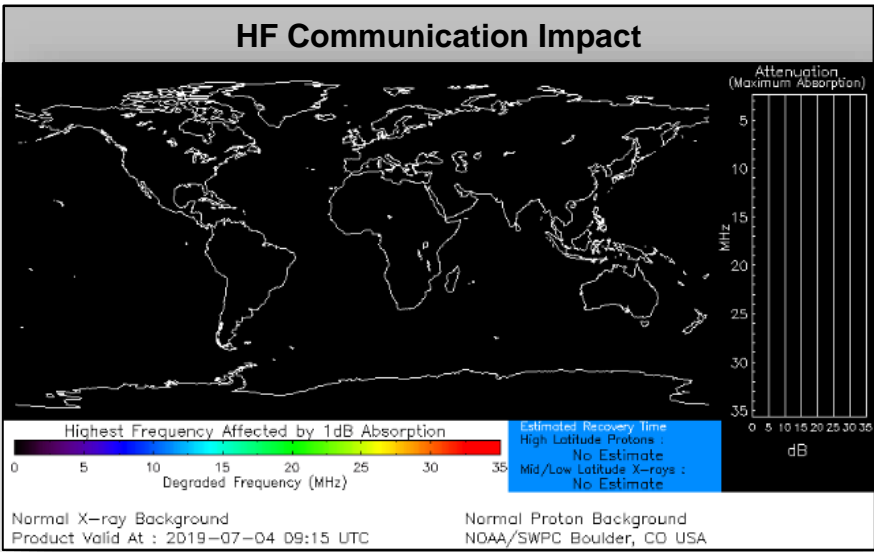 HF Communication Impact
Attenuation
(Maximum Absorption)
5
10
15
20
25
30
35
MHz
0 5 10 15 20 25 30 35
dB
Highest Frequency Affected by 1dB Absorption
0 5 10 15 20 25 30 35
Degraded Frequency (MHz)
Estimated Recovery Time
High Latitude Protons :
No Estimate
Mid/Low Latitude X-rays :
No Estimate
Normal X-ray Background
Normal Proton Background
Product Valid At : 2019-07-04 09:15 UTC
NOAA/SWPC Boulder, CO USA